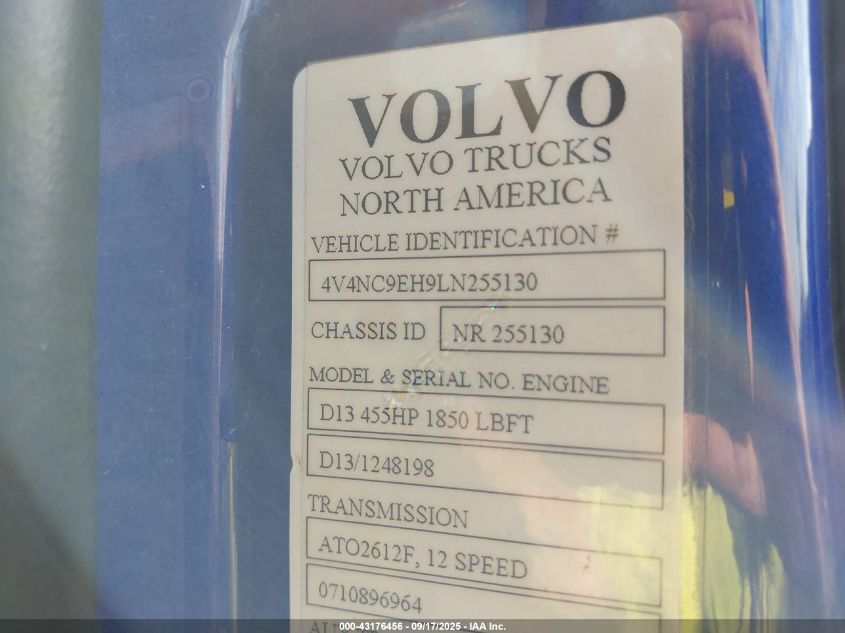 VOLVO
VOLVO TRUCKS
NORTH AMERICA
VEHICLE IDENTIFICATION #
4V4NC9EH9LN255130
CHASSIS ID NR 255130
MODEL & SERIAL NO. ENGINE
D13 455HP 1850 LBFT
D13/1248198
TRANSMISSION
ATO2612F, 12 SPEED
0710896964
000-43176456 - 09/17/2025 - IAA Inc.